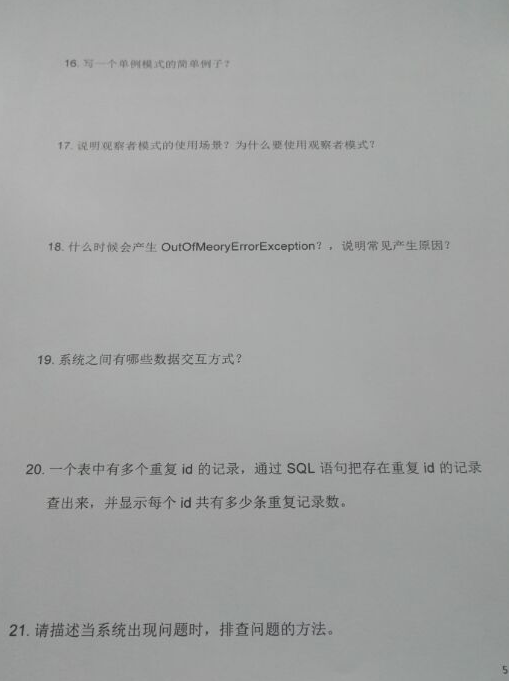 16. 写一个单例模式的简单例子？
17. 说明观察者模式的使用场景？为什么要使用观察者模式？
18. 什么时候会产生 OutOfMeoryErrorException？，说明常见产生原因？
19. 系统之间有哪些数据交互方式？
20. 一个表中有多个重复 id 的记录，通过 SQL 语句把存在重复 id 的记录
查出来，并显示每个 id 共有多少条重复记录数。
21. 请描述当系统出现问题时，排查问题的方法。
5